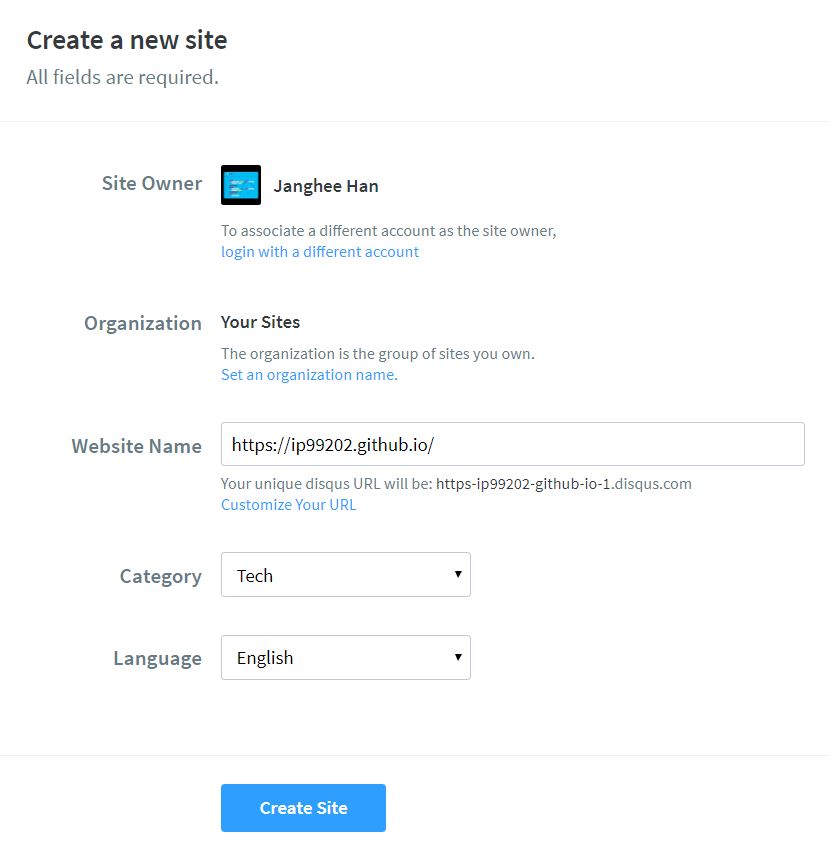 Create a new site
All fields are required.
Site Owner
Janghee Han
To associate a different account as the site owner,
login with a different account
Organization
Your Sites
The organization is the group of sites you own.
Set an organization name.
Website Name
https://ip99202.github.io/
Your unique disqus URL will be: https-ip99202-github-io-1.disqus.com
Customize Your URL
Category
Tech
Language
English
Create Site